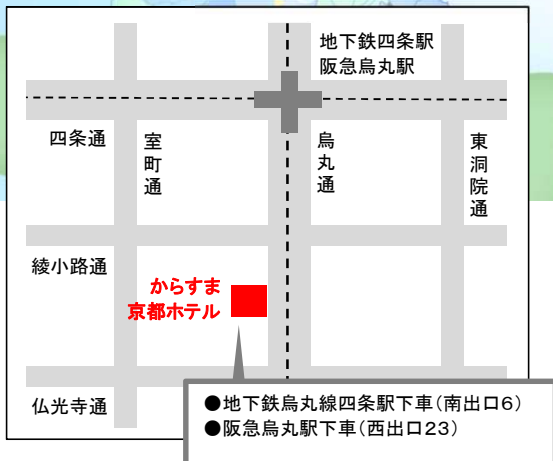 地下鉄四条駅
阪急烏丸駅
四条通
室町通
烏丸通
東洞院通
綾小路通
からすま
京都ホテル
仏光寺通
●地下鉄烏丸線四条駅下車(南出口6)
●阪急烏丸駅下車(西出口23)